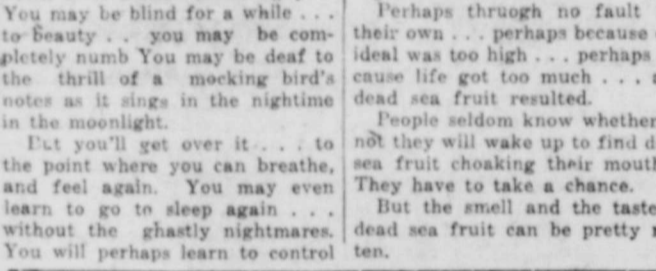 You may be blind for a while . . .
to beauty . . you may be com-
pletely numb You may be deaf to
the thrill of a mocking bird's
notes as it sings in the nightime
in the moonlight.
But you'll get over it . . . to
the point where you can breathe,
and feel again. You may even
learn to go to sleep again . . .
without the ghastly nightmares.
You will perhaps learn to control
Perhaps thruogh no fault
their own . . . perhaps because
ideal was too high . . . perhaps
cause life got too much . . .
dead sea fruit resulted.
People seldom know whether
not they will wake up to find d
sea fruit choaking their mouth
They have to take a chance.
But the smell and the taste
dead sea fruit can be pretty
ten.